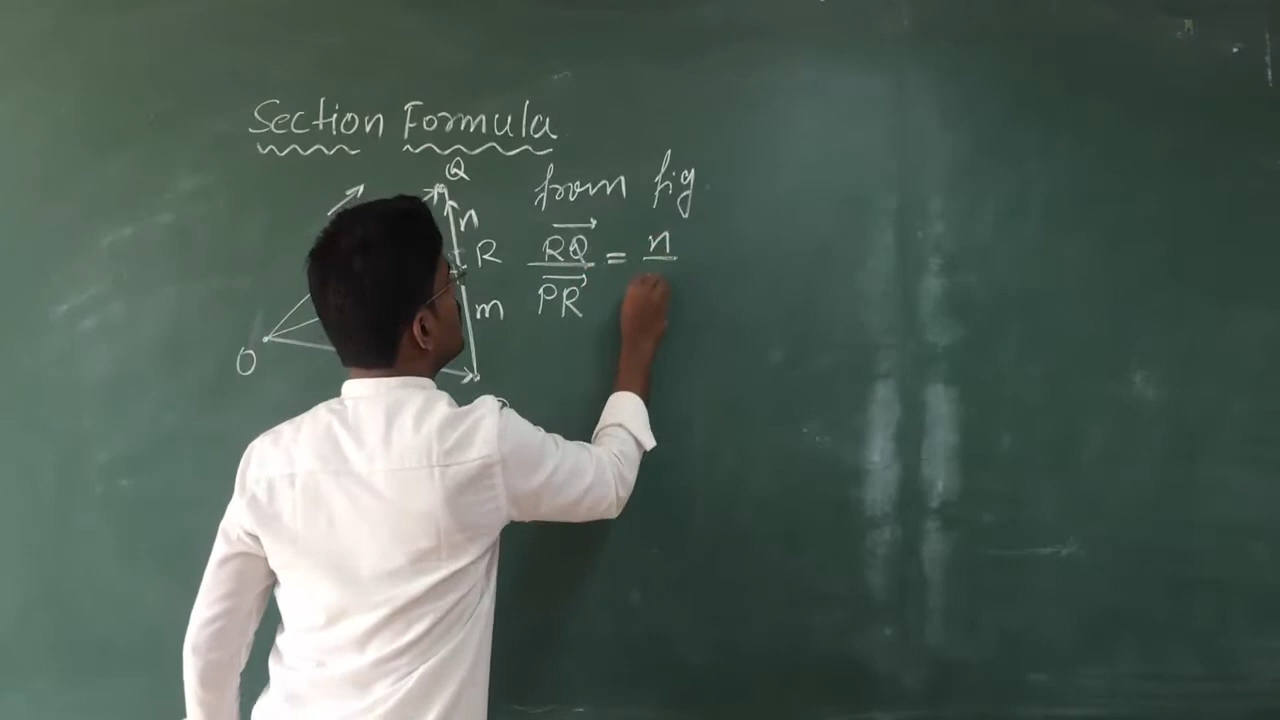 Section Formula
Q
from fig
n
R
RQ = n
PR
m
O